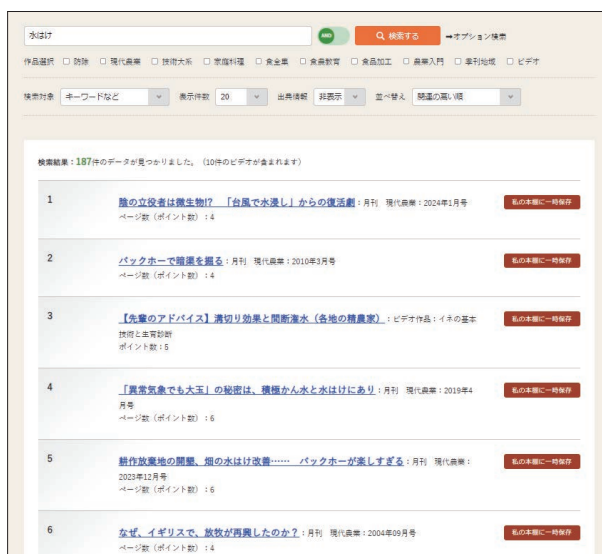 水はけ
AND
検索する
➡オプション検索
作品選択 防除 現代農業 技術大系 家庭料理 食全集 食農教育 食品加工 農業入門 季刊地域 ビデオ
検索対象 キーワードなど 表示件数 20 出典情報 非表示 並べ替え 関連の高い順
検索結果：187件のデータが見つかりました。（10件のビデオが含まれます）
1
陰の立役者は微生物!? 「台風で水浸し」からの復活劇：月刊 現代農業：2024年1月号
ページ数（ポイント数）：4
私の本棚に一時保存
2
バックホーで暗渠を掘る：月刊 現代農業：2010年3月号
ページ数（ポイント数）：4
私の本棚に一時保存
3
【先輩のアドバイス】溝切り効果と間断灌水（各地の精農家）：ビデオ作品：イネの基本
技術と生育診断
ポイント数：5
私の本棚に一時保存
4
「異常気象でも大玉」の秘密は、積極かん水と水はけにあり：月刊 現代農業：2019年4
月号
ページ数（ポイント数）：6
私の本棚に一時保存
5
耕作放棄地の開墾、畑の水はけ改善…… バックホーが楽しすぎる：月刊 現代農業：
2023年12月号
ページ数（ポイント数）：6
私の本棚に一時保存
6
なぜ、イギリスで、放牧が再興したのか？：月刊 現代農業：2004年09月号
ページ数（ポイント数）：4
私の本棚に一時保存